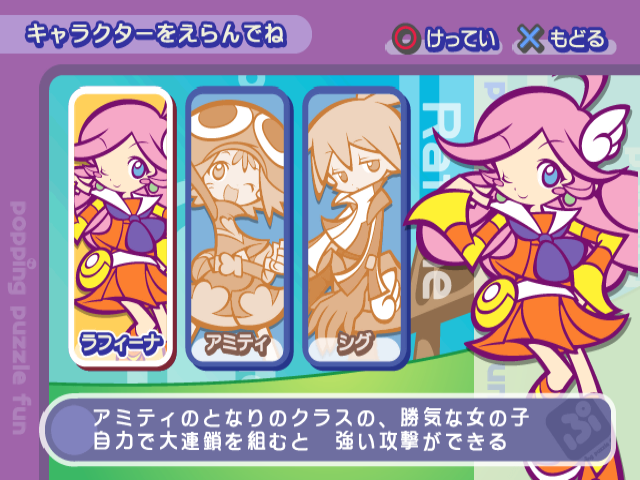 キャラクターをえらんでね
けってい
もどる
ラフィーナ
アミティ
シグ
popping puzzle fun
アミティのとなりのクラスの、勝気な女の子
自力で大連鎖を組むと 強い攻撃ができる
ぷ